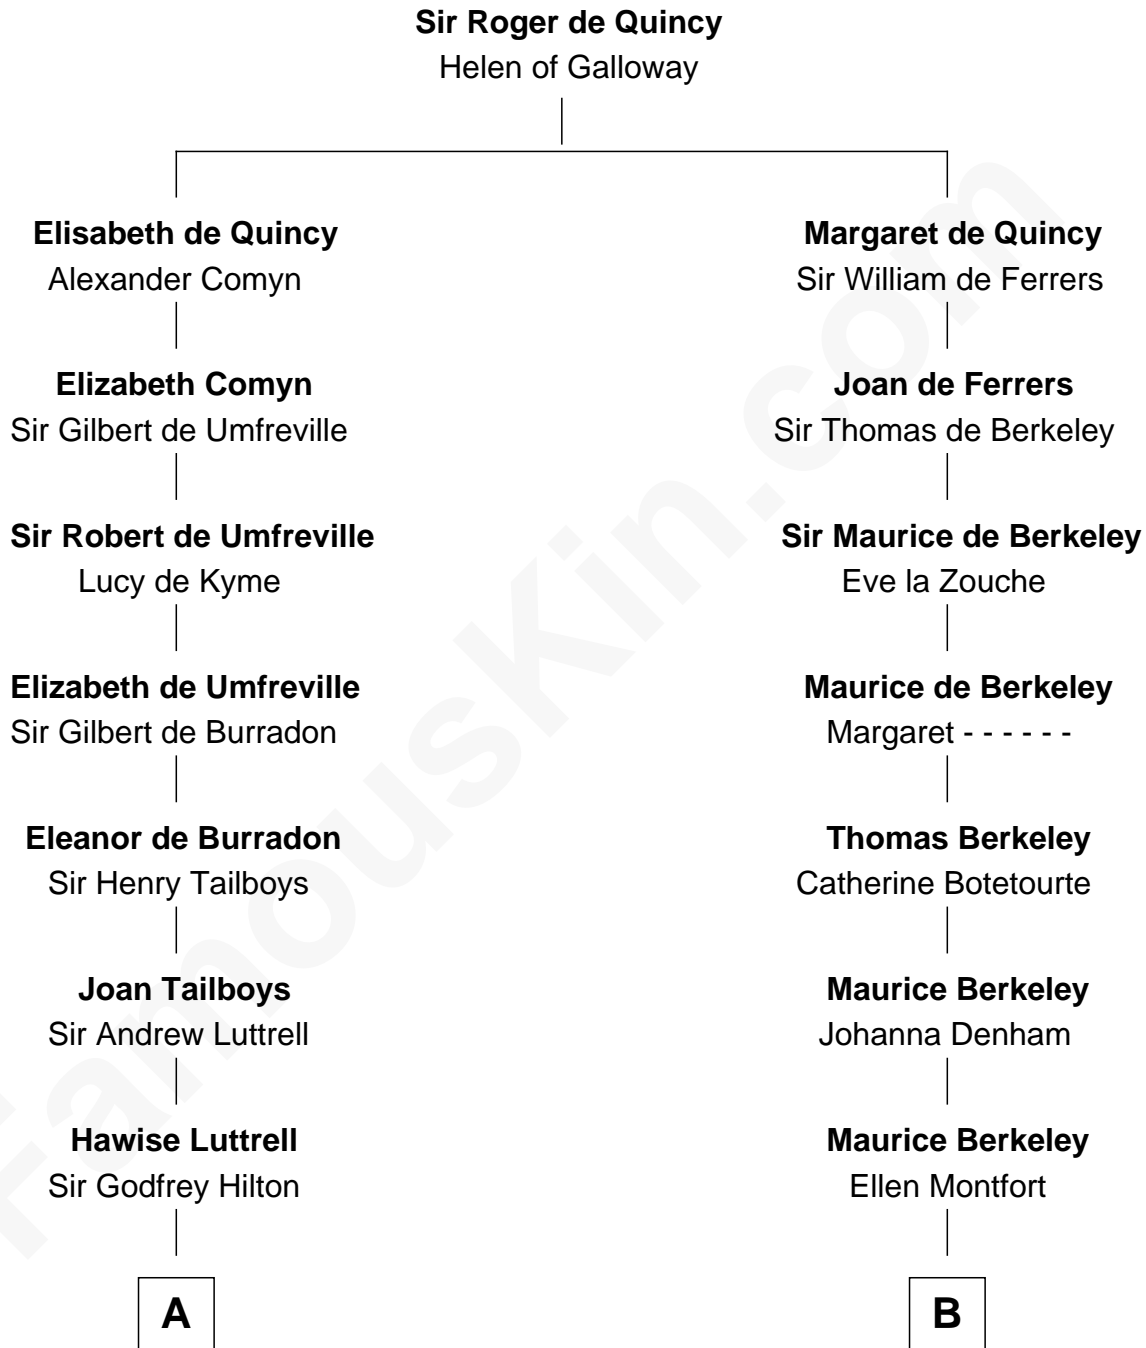 Sir Roger de Quincy
Helen of Galloway
Elisabeth de Quincy
Alexander Comyn
Margaret de Quincy
Sir William de Ferrers
Elizabeth Comyn
Sir Gilbert de Umfreville
Joan de Ferrers
Sir Thomas de Berkeley
Sir Robert de Umfreville
Lucy de Kyme
Sir Maurice de Berkeley
Eve la Zouche
Elizabeth de Umfreville
Sir Gilbert de Burradon
Maurice de Berkeley
Margaret - - - - - -
Eleanor de Burradon
Sir Henry Tailboys
Thomas Berkeley
Catherine Botetourte
Joan Tailboys
Sir Andrew Luttrell
Maurice Berkeley
Johanna Denham
Hawise Luttrell
Sir Godfrey Hilton
Maurice Berkeley
Ellen Montfort
A
B
FamousKin.com